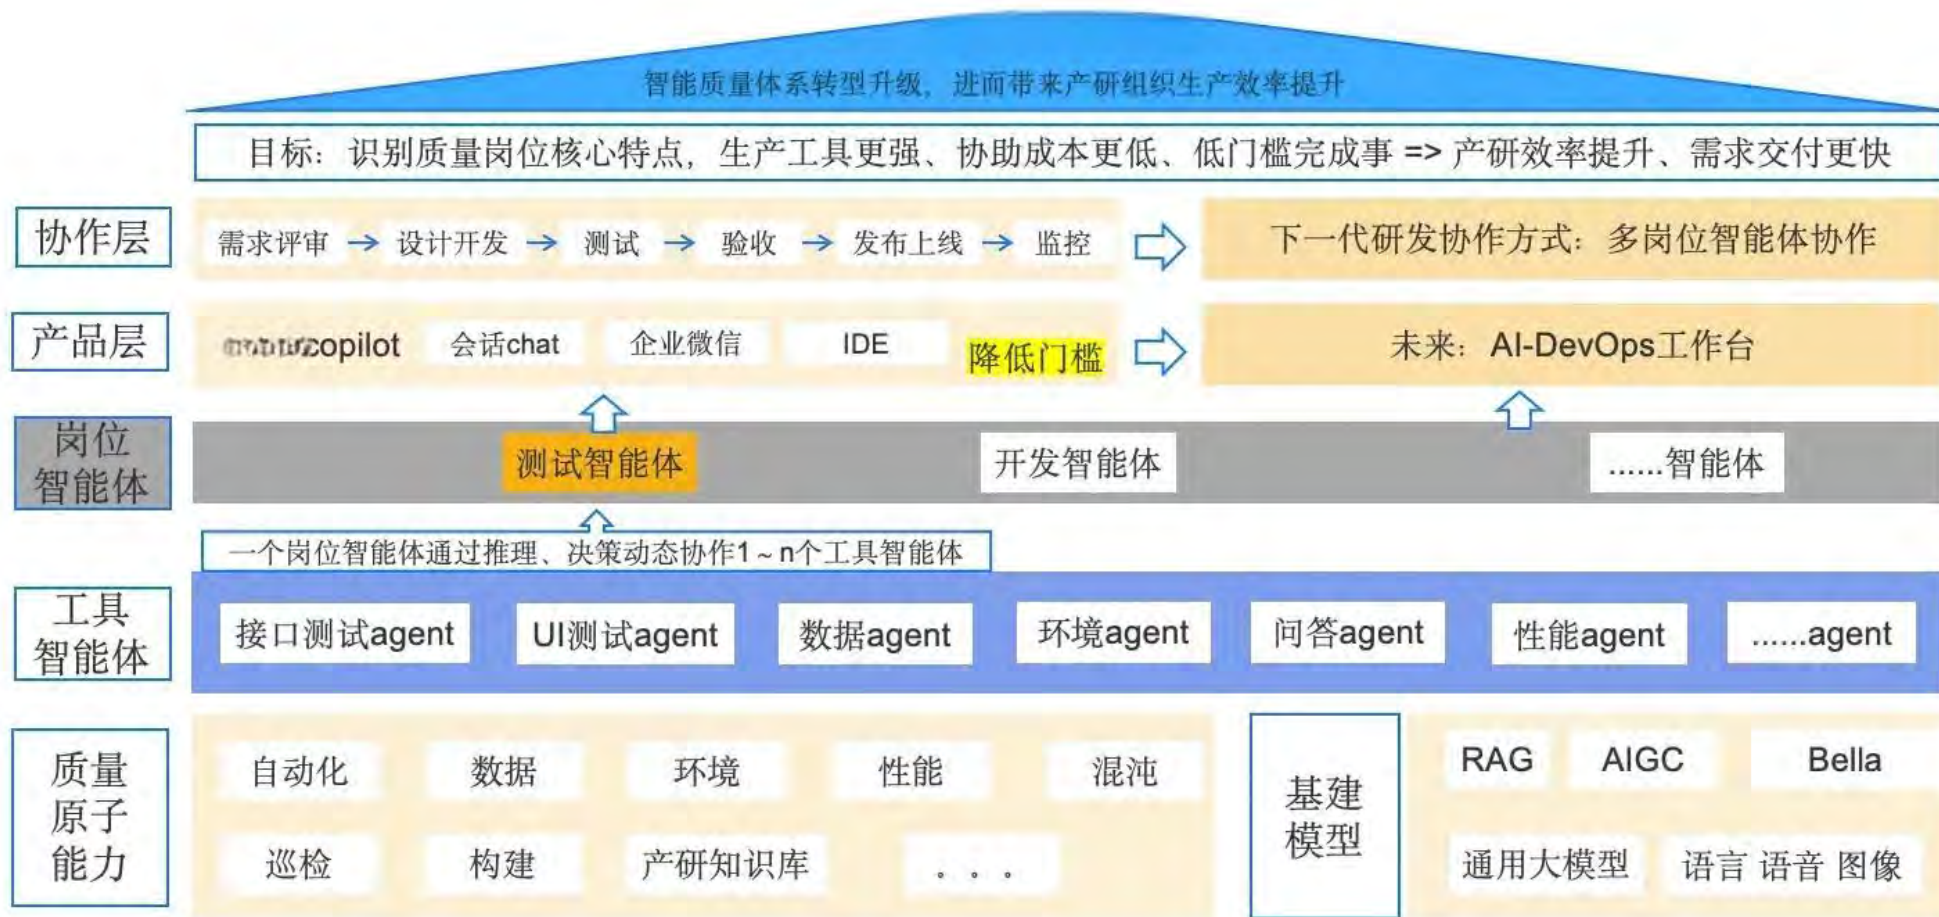 智能质量体系转型升级，进而带来产研组织生产效率提升
目标：识别质量岗位核心特点，生产工具更强、协助成本更低、低门槛完成事 => 产研效率提升、需求交付更快
协作层
需求评审 → 设计开发 → 测试 → 验收 → 发布上线 → 监控
下一代研发协作方式：多岗位智能体协作
产品层
copilot 会话chat 企业微信 IDE 降低门槛
未来：AI-DevOps工作台
岗位
智能体
测试智能体 开发智能体 ......智能体
一个岗位智能体通过推理、决策动态协作1～n个工具智能体
工具
智能体
接口测试agent UI测试agent 数据agent 环境agent 问答agent 性能agent ......agent
质量
原子
能力
自动化 数据 环境 性能 混沌
巡检 构建 产研知识库 。。。
基建
模型
RAG AIGC Bella
通用大模型 语言 语音 图像